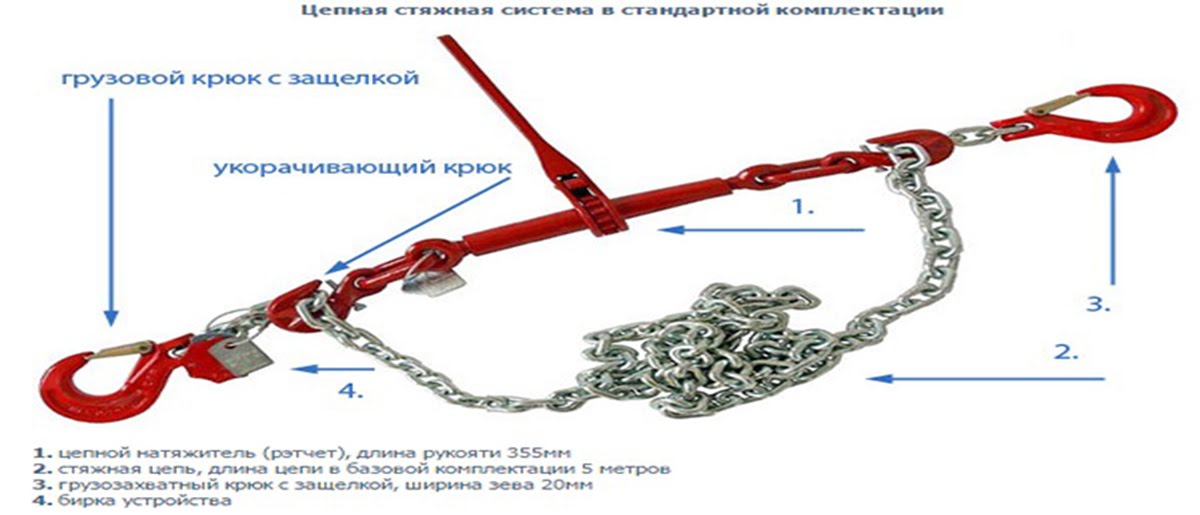 Цепная стяжная система в стандартной комплектации
грузовой крюк с защелкой
укорачивающий крюк
1.
3.
2.
4.
1. цепной натяжитель (рэтчет), длина рукояти 355мм
2. стяжная цепь, длина цепи в базовой комплектации 5 метров
3. грузозахватный крюк с защелкой, ширина зева 20мм
4. бирка устройства